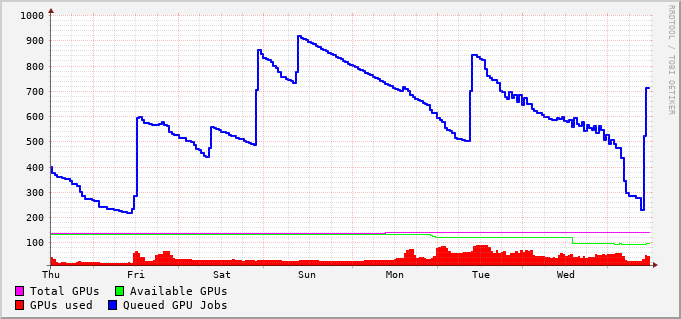 1000
900
800
700
600
500
400
300
200
100
Thu Fri Sat Sun Mon Tue Wed
Total GPUs Available GPUs
GPUs used Queued GPU Jobs
RRDTOOL / TOBI OETIKER